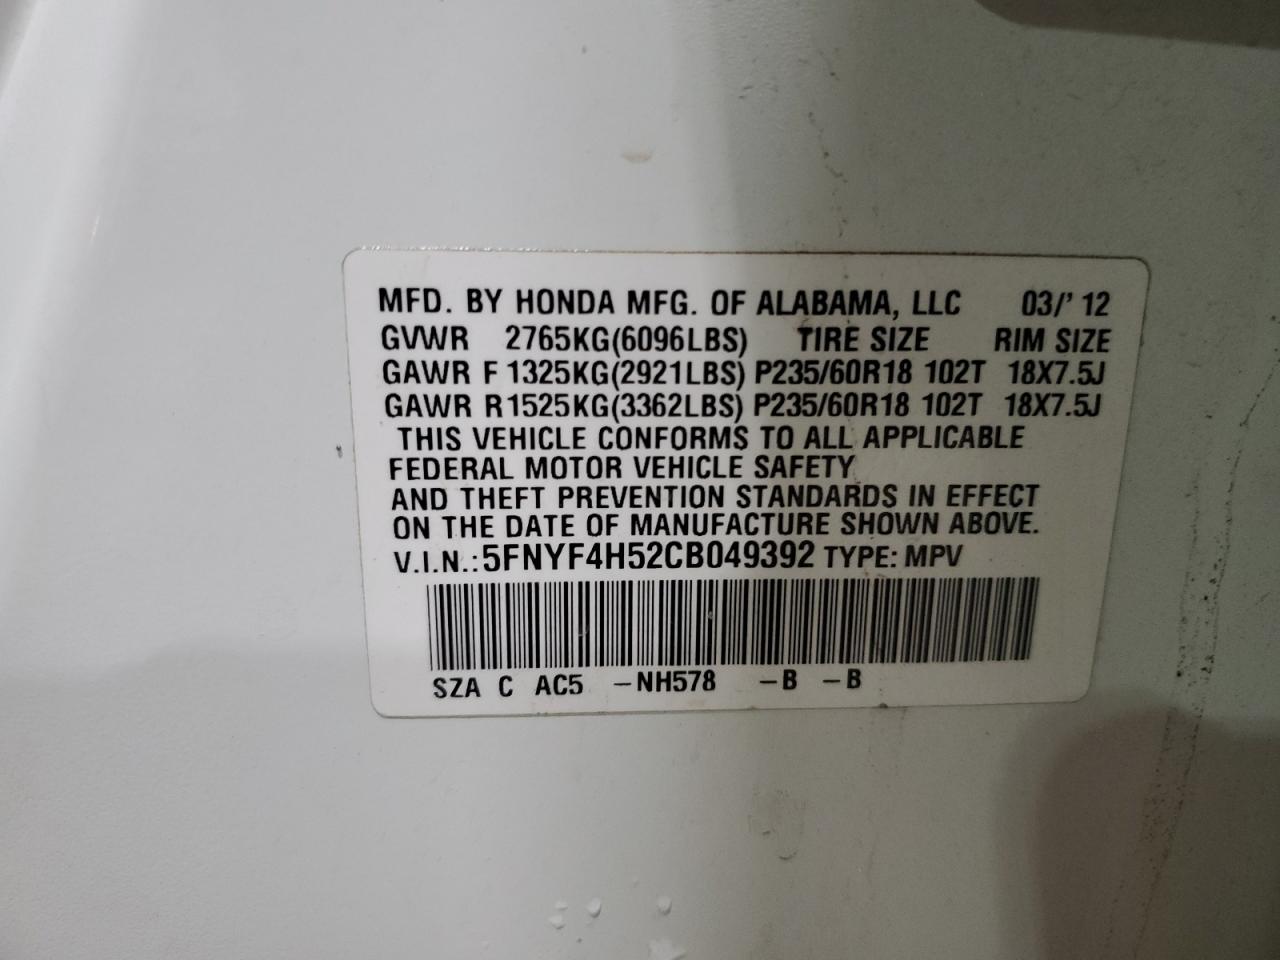 MFD. BY HONDA MFG. OF ALABAMA, LLC 03/' 12
GVWR 2765KG(6096LBS) TIRE SIZE RIM SIZE
GAWR F 1325KG(2921LBS) P235/60R18 102T 18X7.5J
GAWR R1525KG(3362LBS) P235/60R18 102T 18X7.5J
THIS VEHICLE CONFORMS TO ALL APPLICABLE
FEDERAL MOTOR VEHICLE SAFETY
AND THEFT PREVENTION STANDARDS IN EFFECT
ON THE DATE OF MANUFACTURE SHOWN ABOVE.
V.I.N.:5FNYF4H52CB049392 TYPE: MPV
SZA C AC5 -NH578 -B -B